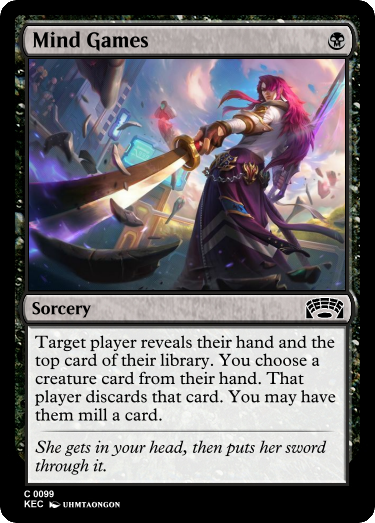 Mind Games
Sorcery
Target player reveals their hand and the
top card of their library. You choose a
creature card from their hand. That
player discards that card. You may have
them mill a card.
She gets in your head, then puts her sword
through it.
C 0099
KEC UHMTAONGON